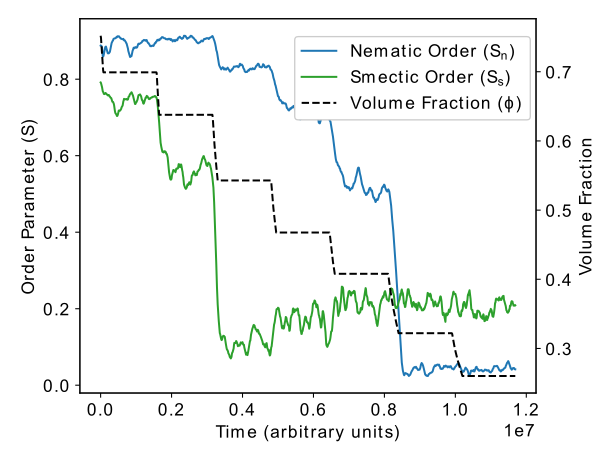 Nematic Order (Sₙ)
Smectic Order (Sₛ)
Volume Fraction (ϕ)
Order Parameter (S)
0.8
0.6
0.4
0.2
0.0
0.7
0.6
0.5
0.4
0.3
Volume Fraction
0.0 0.2 0.4 0.6 0.8 1.0 1.2
1e7
Time (arbitrary units)